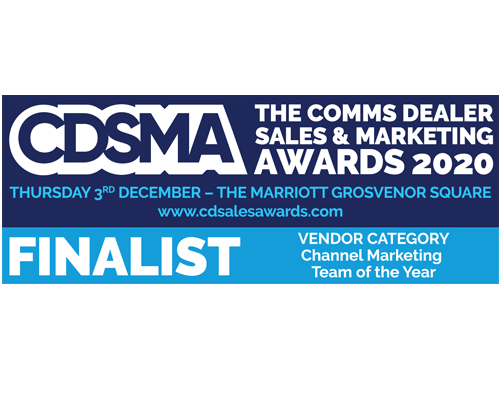 CDSMA
THE COMMS DEALER
SALES & MARKETING
AWARDS 2020
THURSDAY 3RD DECEMBER – THE MARRIOTT GROSVENOR SQUARE
www.cdsalesawards.com
FINALIST
VENDOR CATEGORY
Channel Marketing
Team of the Year